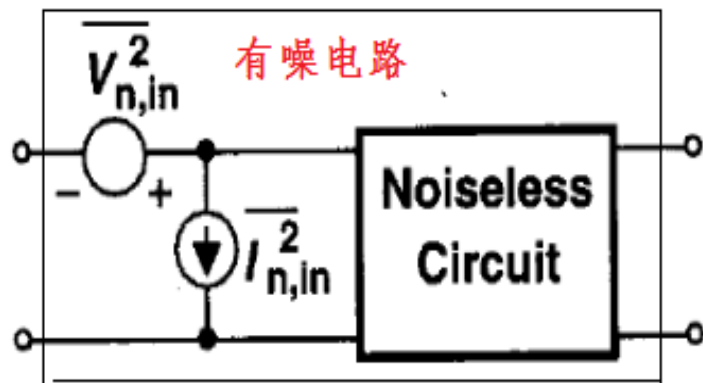 V²n,in
有噪电路
- +
I²n,in
Noiseless
Circuit